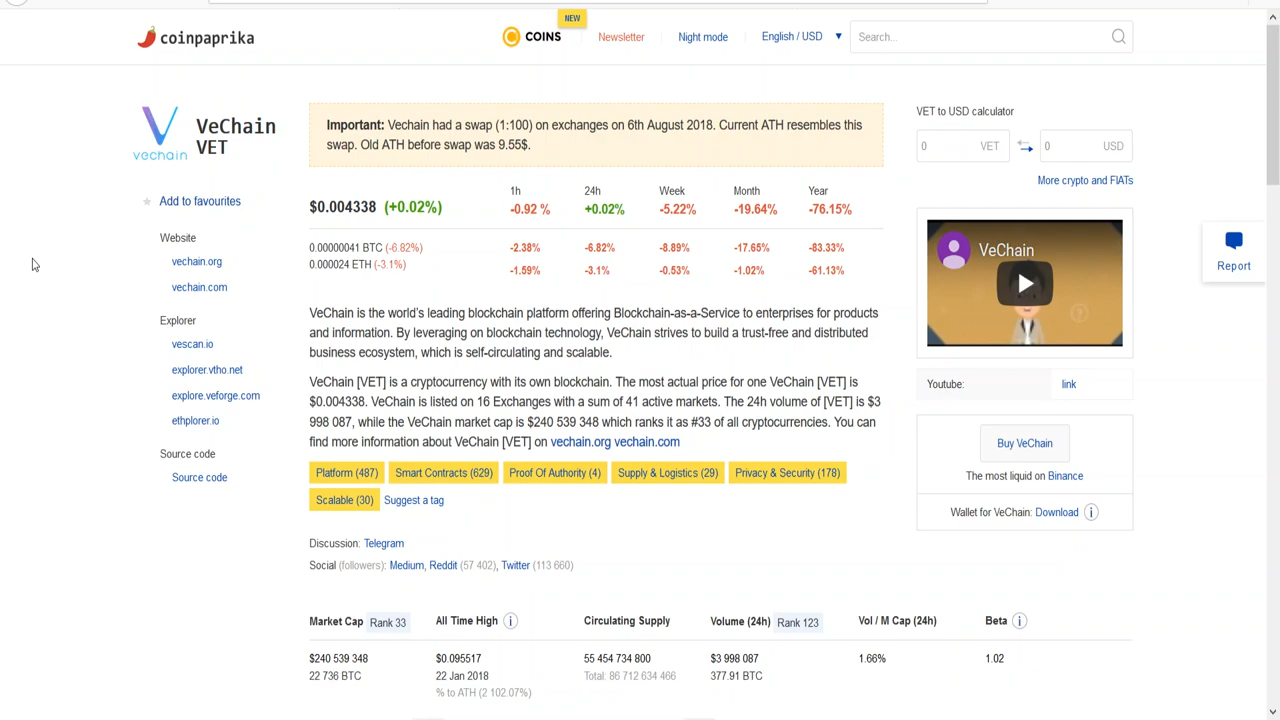 coinpaprika
NEW
COINS
Newsletter
Night mode
English / USD
Search...
VeChain
VET
vechain
Add to favourites
Website
vechain.org
vechain.com
Explorer
vescan.io
explorer.vtho.net
explore.veforge.com
ethplorer.io
Source code
Source code
Important: Vechain had a swap (1:100) on exchanges on 6th August 2018. Current ATH resembles this
swap. Old ATH before swap was 9.55$.
1h 24h Week Month Year
$0.004338 (+0.02%) -0.92 % +0.02% -5.22% -19.64% -76.15%
0.00000041 BTC (-6.82%) -2.38% -6.82% -8.89% -17.65% -83.33%
0.000024 ETH (-3.1%) -1.59% -3.1% -0.53% -1.02% -61.13%
VeChain is the world's leading blockchain platform offering Blockchain-as-a-Service to enterprises for products
and information. By leveraging on blockchain technology, VeChain strives to build a trust-free and distributed
business ecosystem, which is self-circulating and scalable.
VeChain [VET] is a cryptocurrency with its own blockchain. The most actual price for one VeChain [VET] is
$0.004338. VeChain is listed on 16 Exchanges with a sum of 41 active markets. The 24h volume of [VET] is $3
998 087, while the VeChain market cap is $240 539 348 which ranks it as #33 of all cryptocurrencies. You can
find more information about VeChain [VET] on vechain.org vechain.com
Platform (487) Smart Contracts (629) Proof Of Authority (4) Supply & Logistics (29) Privacy & Security (178)
Scalable (30) Suggest a tag
Discussion: Telegram
Social (followers): Medium, Reddit (57 402), Twitter (113 660)
Market Cap Rank 33 All Time High i Circulating Supply Volume (24h) Rank 123 Vol / M Cap (24h) Beta i
$240 539 348 $0.095517 55 454 734 800 $3 998 087 1.66% 1.02
22 736 BTC 22 Jan 2018 Total: 86 712 634 466 377.91 BTC
% to ATH (2 102.07%)
VET to USD calculator
0 VET 0 USD
More crypto and FIATs
VeChain
Youtube: link
Buy VeChain
The most liquid on Binance
Wallet for VeChain: Download i
Report